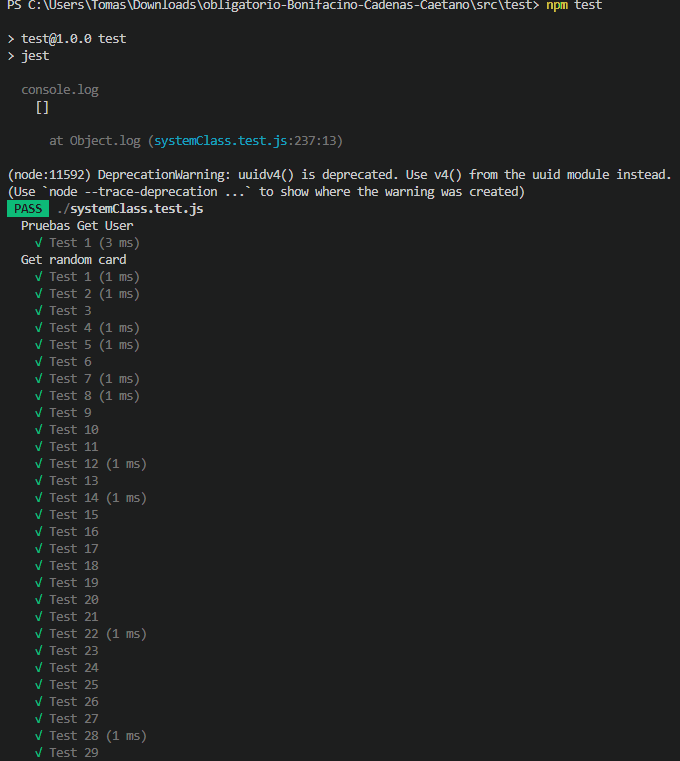 PS C:\Users\Tomas\Downloads\obligatorio-Bonifacino-Cadenas-Caetano\src\test> npm test
> test@1.0.0 test
> jest
console.log
[]
at Object.log (systemClass.test.js:237:13)
(node:11592) DeprecationWarning: uuidv4() is deprecated. Use v4() from the uuid module instead.
(Use `node --trace-deprecation ...` to show where the warning was created)
PASS ./systemClass.test.js
Pruebas Get User
√ Test 1 (3 ms)
Get random card
√ Test 1 (1 ms)
√ Test 2 (1 ms)
√ Test 3
√ Test 4 (1 ms)
√ Test 5 (1 ms)
√ Test 6
√ Test 7 (1 ms)
√ Test 8 (1 ms)
√ Test 9
√ Test 10
√ Test 11
√ Test 12 (1 ms)
√ Test 13
√ Test 14 (1 ms)
√ Test 15
√ Test 16
√ Test 17
√ Test 18
√ Test 19
√ Test 20
√ Test 21
√ Test 22 (1 ms)
√ Test 23
√ Test 24
√ Test 25
√ Test 26
√ Test 27
√ Test 28 (1 ms)
√ Test 29